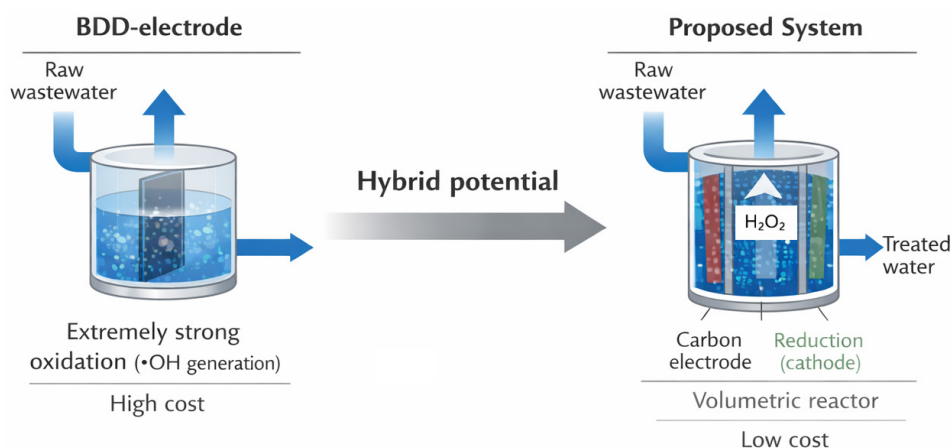 BDD-electrode
Raw
wastewater
Extremely strong
oxidation (•OH generation)
High cost
Hybrid potential
Proposed System
Raw
wastewater
H₂O₂
Treated
water
Carbon
electrode
Reduction
(cathode)
Volumetric reactor
Low cost